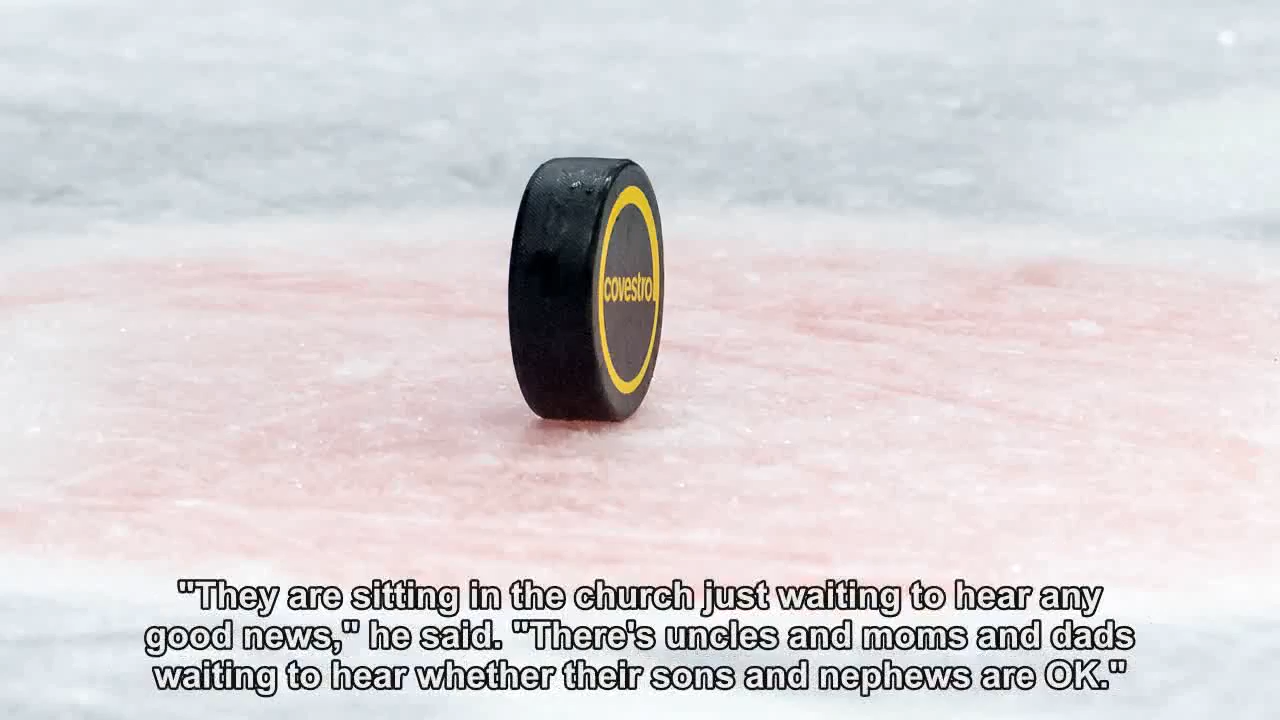 covestro
"They are sitting in the church just waiting to hear any
good news," he said. "There's uncles and moms and dads
waiting to hear whether their sons and nephews are OK."